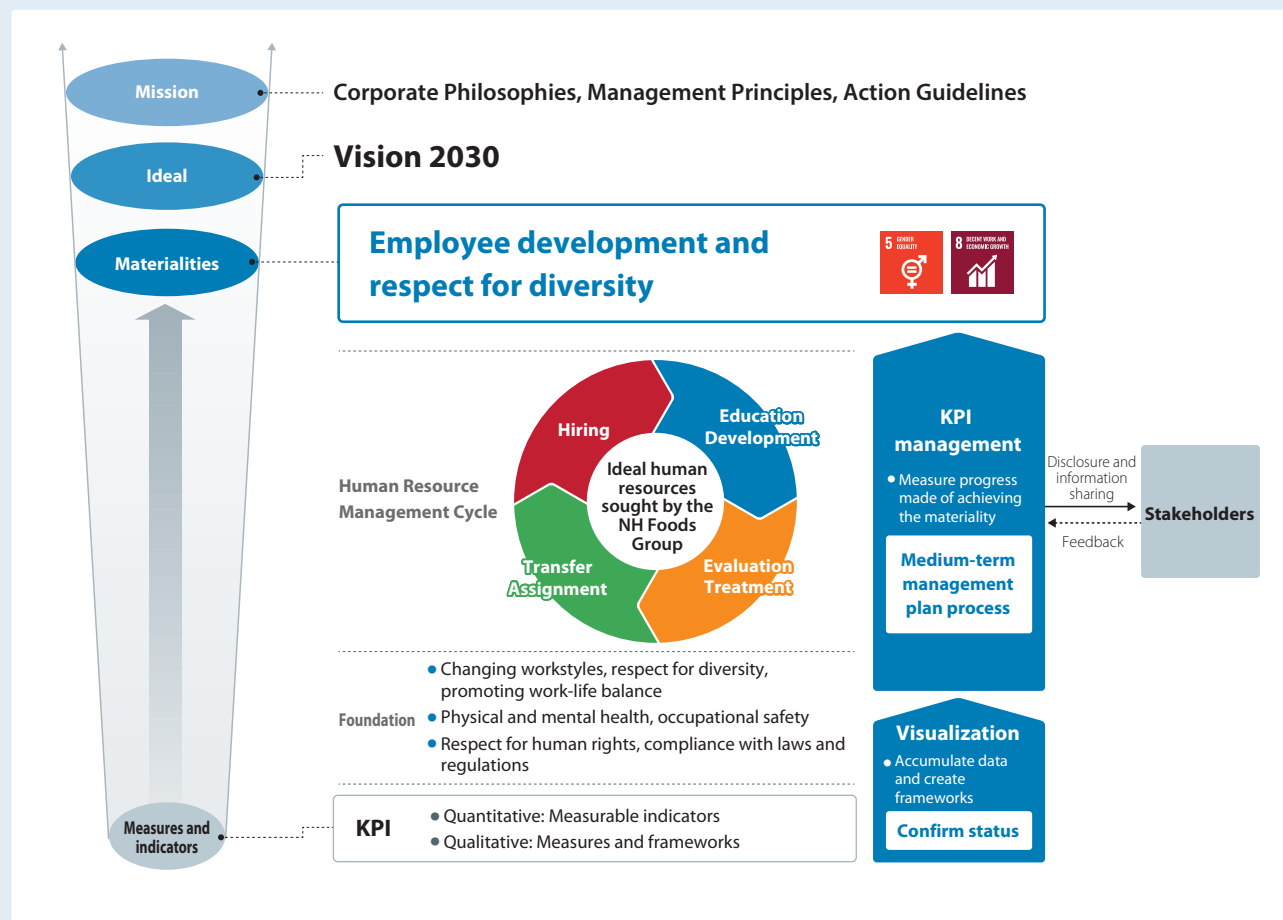 Mission
Corporate Philosophies, Management Principles, Action Guidelines
Ideal
Vision 2030
Materialities
Employee development and
respect for diversity
5 GENDER
EQUALITY
8 DECENT WORK AND
ECONOMIC GROWTH
Human Resource
Management Cycle
Hiring
Education
Development
Ideal human
resources
sought by the
NH Foods
Group
Transfer
Assignment
Evaluation
Treatment
KPI
management
● Measure progress
made of achieving
the materiality
Medium-term
management
plan process
Disclosure and
information
sharing
Feedback
Stakeholders
Foundation
● Changing workstyles, respect for diversity,
promoting work-life balance
● Physical and mental health, occupational safety
● Respect for human rights, compliance with laws and
regulations
Visualization
● Accumulate data
and create
frameworks
Confirm status
Measures and
indicators
KPI
● Quantitative: Measurable indicators
● Qualitative: Measures and frameworks